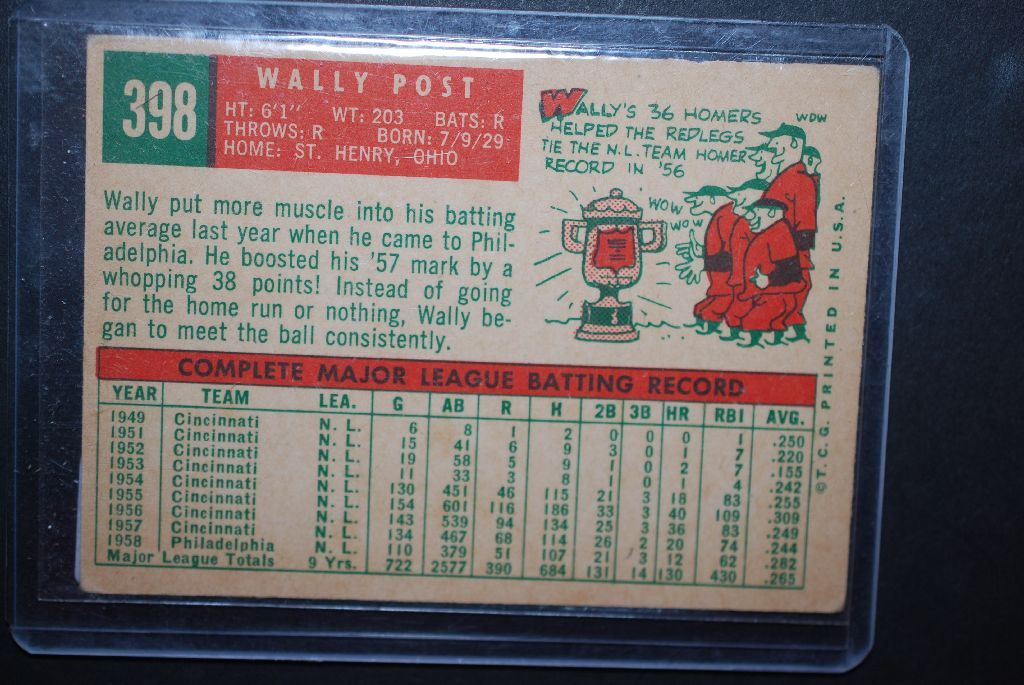 398
WALLY POST
HT: 6'1" WT: 203 BATS: R
THROWS: R BORN: 7/9/29
HOME: ST. HENRY, OHIO
WALLY'S 36 HOMERS
HELPED THE REDLEGS
TIE THE N.L. TEAM HOMER
RECORD IN '56
WOW
WOW
WOW
Wally put more muscle into his batting
average last year when he came to Phil-
adelphia. He boosted his '57 mark by a
whopping 38 points! Instead of going
for the home run or nothing, Wally be-
gan to meet the ball consistently.
COMPLETE MAJOR LEAGUE BATTING RECORD
YEAR TEAM LEA. G AB R H 2B 3B HR RBI AVG.
1949 Cincinnati N. L. 6 8 1 2 0 0 0 1 .250
1951 Cincinnati N. L. 15 41 6 9 3 0 1 7 .220
1952 Cincinnati N. L. 19 58 5 9 1 0 2 7 .155
1953 Cincinnati N. L. 11 33 3 8 1 0 1 4 .242
1954 Cincinnati N. L. 130 451 46 115 21 3 18 83 .255
1955 Cincinnati N. L. 154 601 116 186 33 3 40 109 .309
1956 Cincinnati N. L. 143 539 94 134 25 3 36 83 .249
1957 Cincinnati N. L. 134 467 68 114 26 2 20 74 .244
1958 Philadelphia N. L. 110 379 51 107 21 3 12 62 .282
Major League Totals 9 Yrs. 722 2577 390 684 131 14 130 430 .265
© T. C. G. PRINTED IN U.S.A.